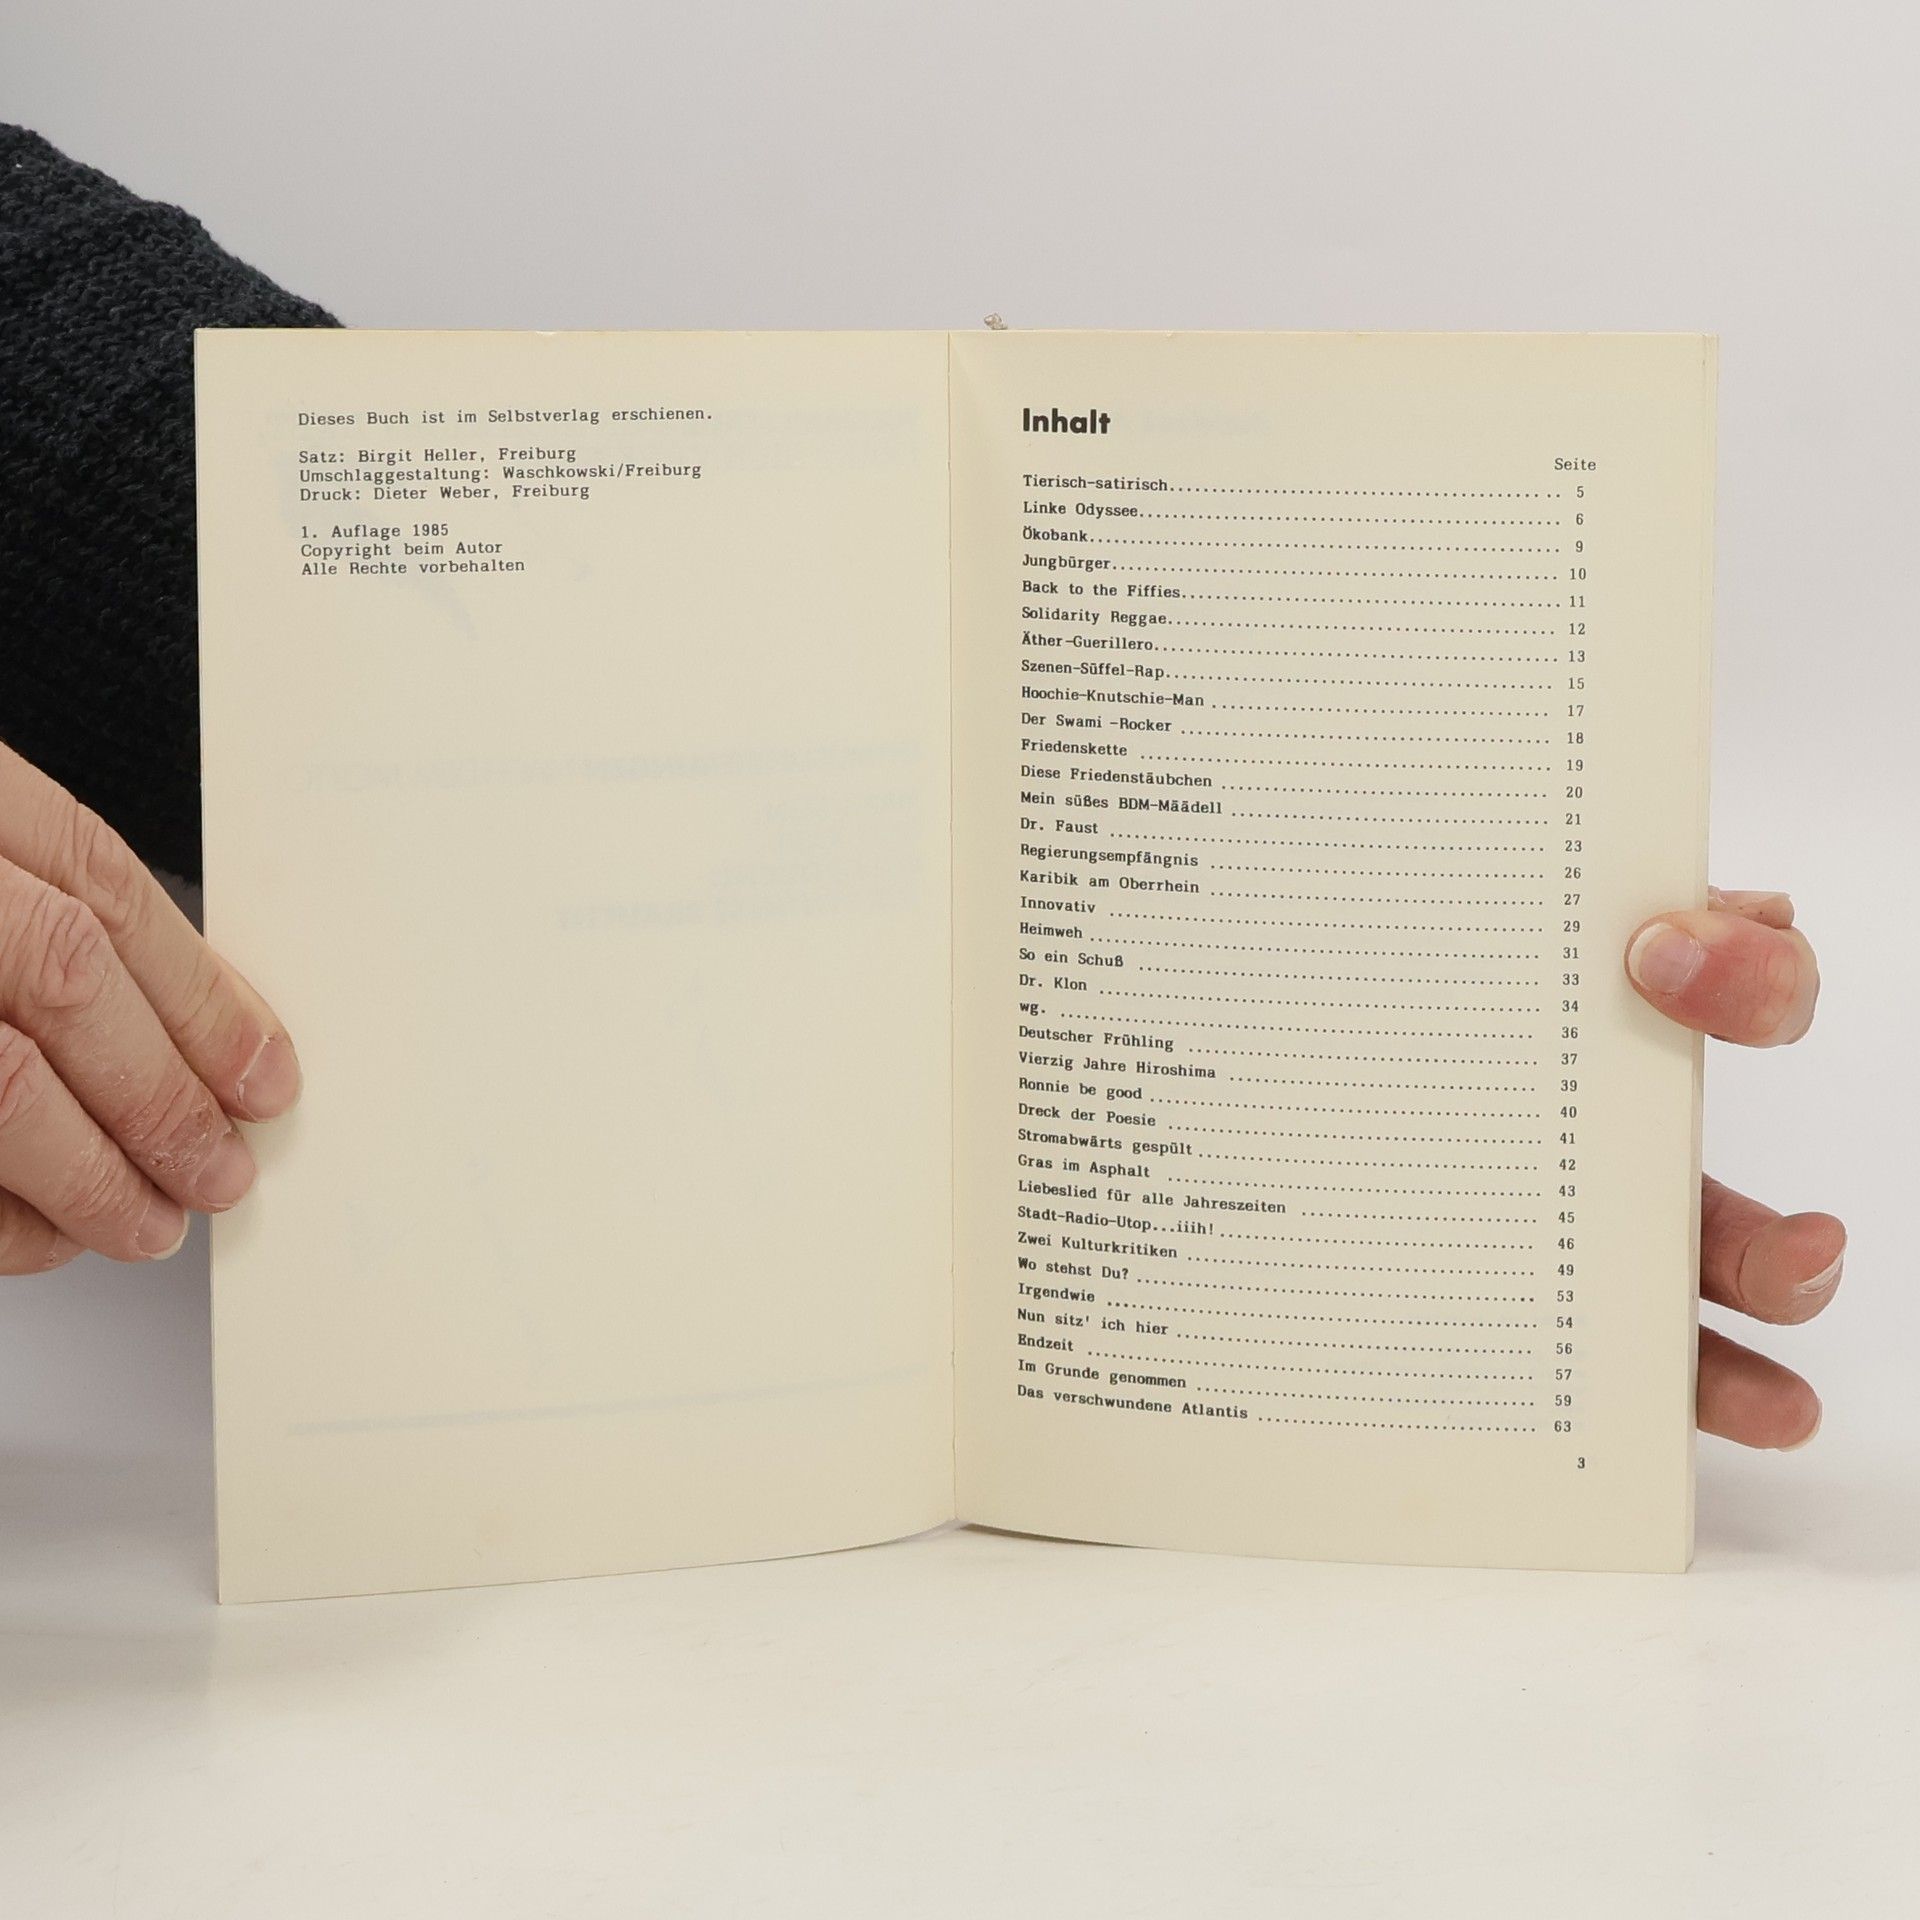 Dieses Buch ist im Selbstverlag erschienen.
Satz: Birgit Heller, Freiburg
Umschlaggestaltung: Waschkowski/Freiburg
Druck: Dieter Weber, Freiburg
1. Auflage 1985
Copyright beim Autor
Alle Rechte vorbehalten
Inhalt
Seite
Tierisch-satirisch.......................................... 5
Linke Odyssee.......................................... 6
Ökobank.......................................... 9
Jungbürger.......................................... 10
Back to the Fiffies.......................................... 11
Solidarity Reggae.......................................... 12
Äther-Guerillero.......................................... 13
Szenen-Süffel-Rap.......................................... 15
Hoochie-Knutschie-Man .......................................... 17
Der Swami -Rocker .......................................... 18
Friedenskette .......................................... 19
Diese Friedenstäubchen .......................................... 20
Mein süßes BDM-Määdell .......................................... 21
Dr. Faust .......................................... 23
Regierungsempfängnis .......................................... 26
Karibik am Oberrhein .......................................... 27
Innovativ .......................................... 29
Heimweh .......................................... 31
So ein Schuß .......................................... 33
Dr. Klon .......................................... 34
wg. .......................................... 36
Deutscher Frühling .......................................... 37
Vierzig Jahre Hiroshima .......................................... 39
Ronnie be good .......................................... 40
Dreck der Poesie .......................................... 41
Stromabwärts gespült .......................................... 42
Gras im Asphalt .......................................... 43
Liebeslied für alle Jahreszeiten .......................................... 45
Stadt-Radio-Utop...iiih! .......................................... 46
Zwei Kulturkritiken .......................................... 49
Wo stehst Du? .......................................... 53
Irgendwie .......................................... 54
Nun sitz' ich hier .......................................... 56
Endzeit .......................................... 57
Im Grunde genommen .......................................... 59
Das verschwundene Atlantis .......................................... 63
3